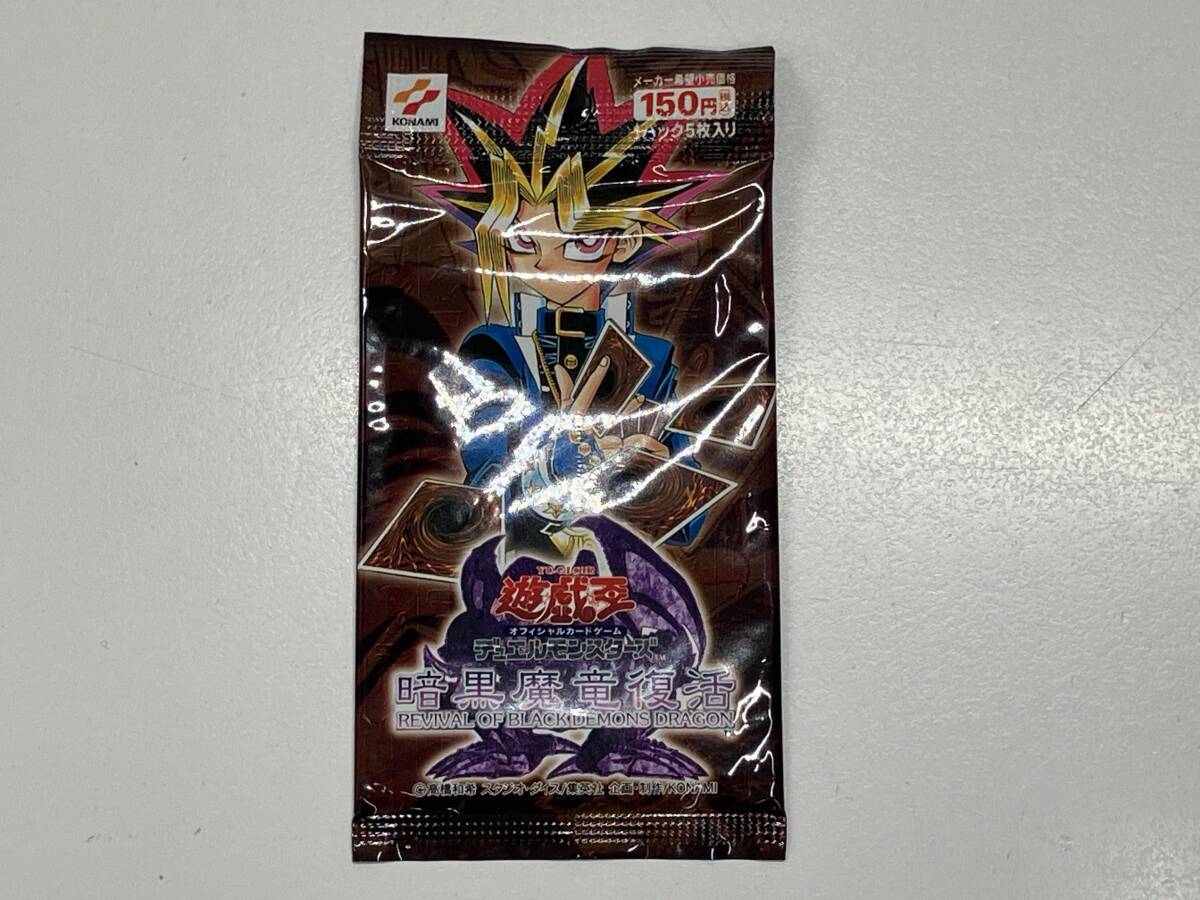 KONAMI
メーカー希望小売価格
150円 税込
1パック5枚入り
YU-GI-OH!
遊戯王
オフィシャルカードゲーム
デュエルモンスターズ™
暗黒魔竜復活
REVIVAL OF BLACK DEMONS DRAGON™
©高橋和希 スタジオ・ダイス/集英社 企画・制作/KONAMI